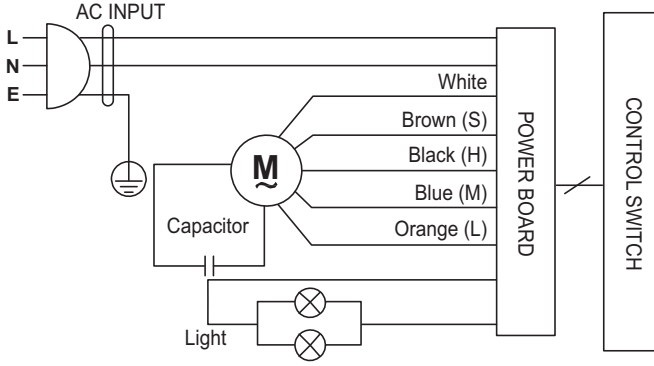 AC INPUT
L
N
E
White
Brown (S)
Black (H)
Blue (M)
Orange (L)
M
~
Capacitor
Light
POWER BOARD
CONTROL SWITCH